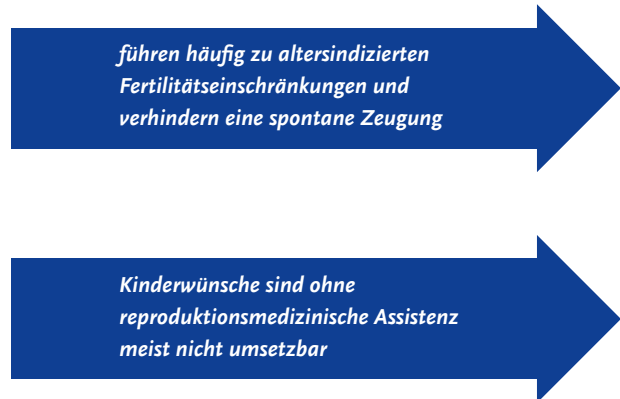 führen häufig zu altersindizierten
Fertilitätseinschränkungen und
verhindern eine spontane Zeugung
Kinderwünsche sind ohne
reproduktionsmedizinische Assistenz
meist nicht umsetzbar